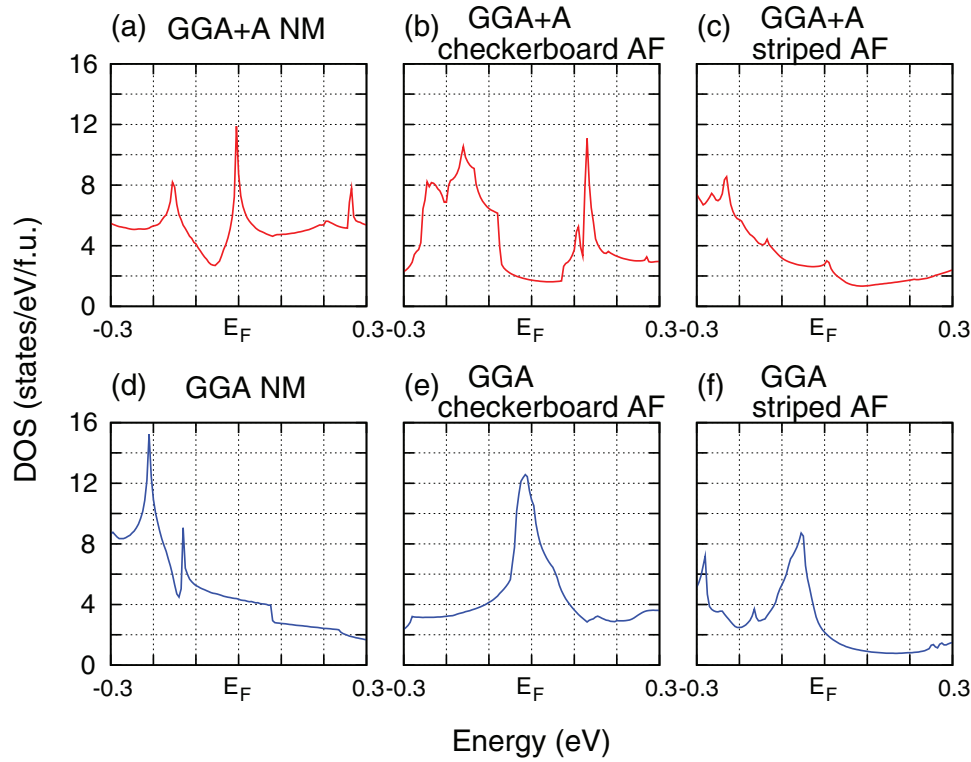 (a) GGA+A NM
(b) GGA+A
checkerboard AF
(c) GGA+A
striped AF
16
12
8
4
0
-0.3 E_F 0.3
-0.3 E_F 0.3
-0.3 E_F 0.3
(d) GGA NM
(e) GGA
checkerboard AF
(f) GGA
striped AF
16
12
8
4
0
-0.3 E_F 0.3
-0.3 E_F 0.3
-0.3 E_F 0.3
DOS (states/eV/f.u.)
Energy (eV)